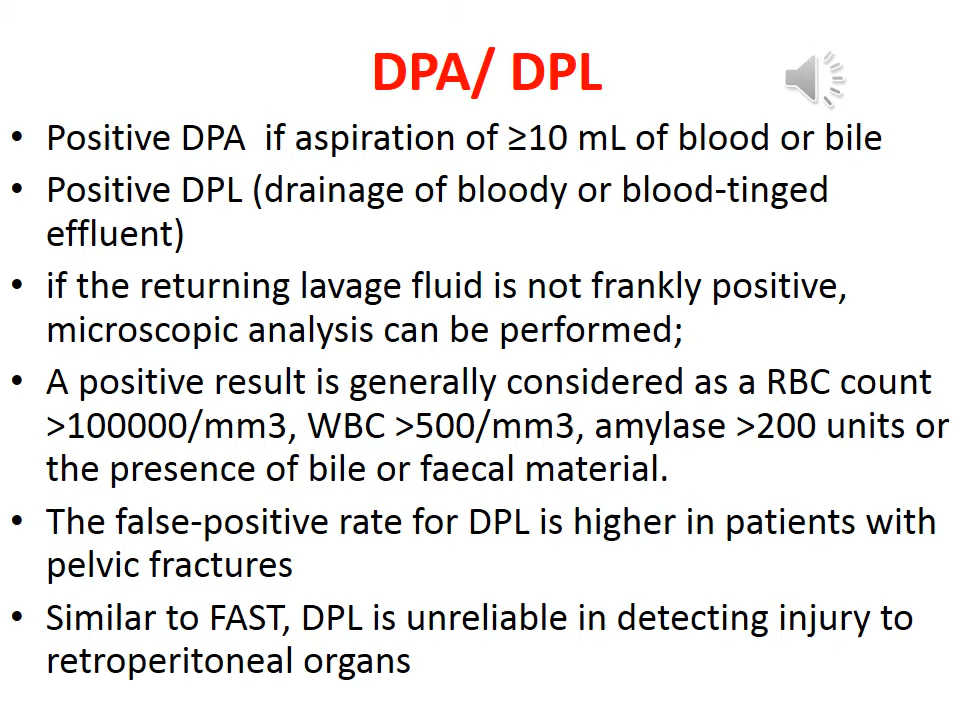 DPA/ DPL
• Positive DPA  if aspiration of ≥10 mL of blood or bile
• Positive DPL (drainage of bloody or blood-tinged
effluent)
• if the returning lavage fluid is not frankly positive,
microscopic analysis can be performed;
• A positive result is generally considered as a RBC count
>100000/mm3, WBC >500/mm3, amylase >200 units or
the presence of bile or faecal material.
• The false-positive rate for DPL is higher in patients with
pelvic fractures
• Similar to FAST, DPL is unreliable in detecting injury to
retroperitoneal organs